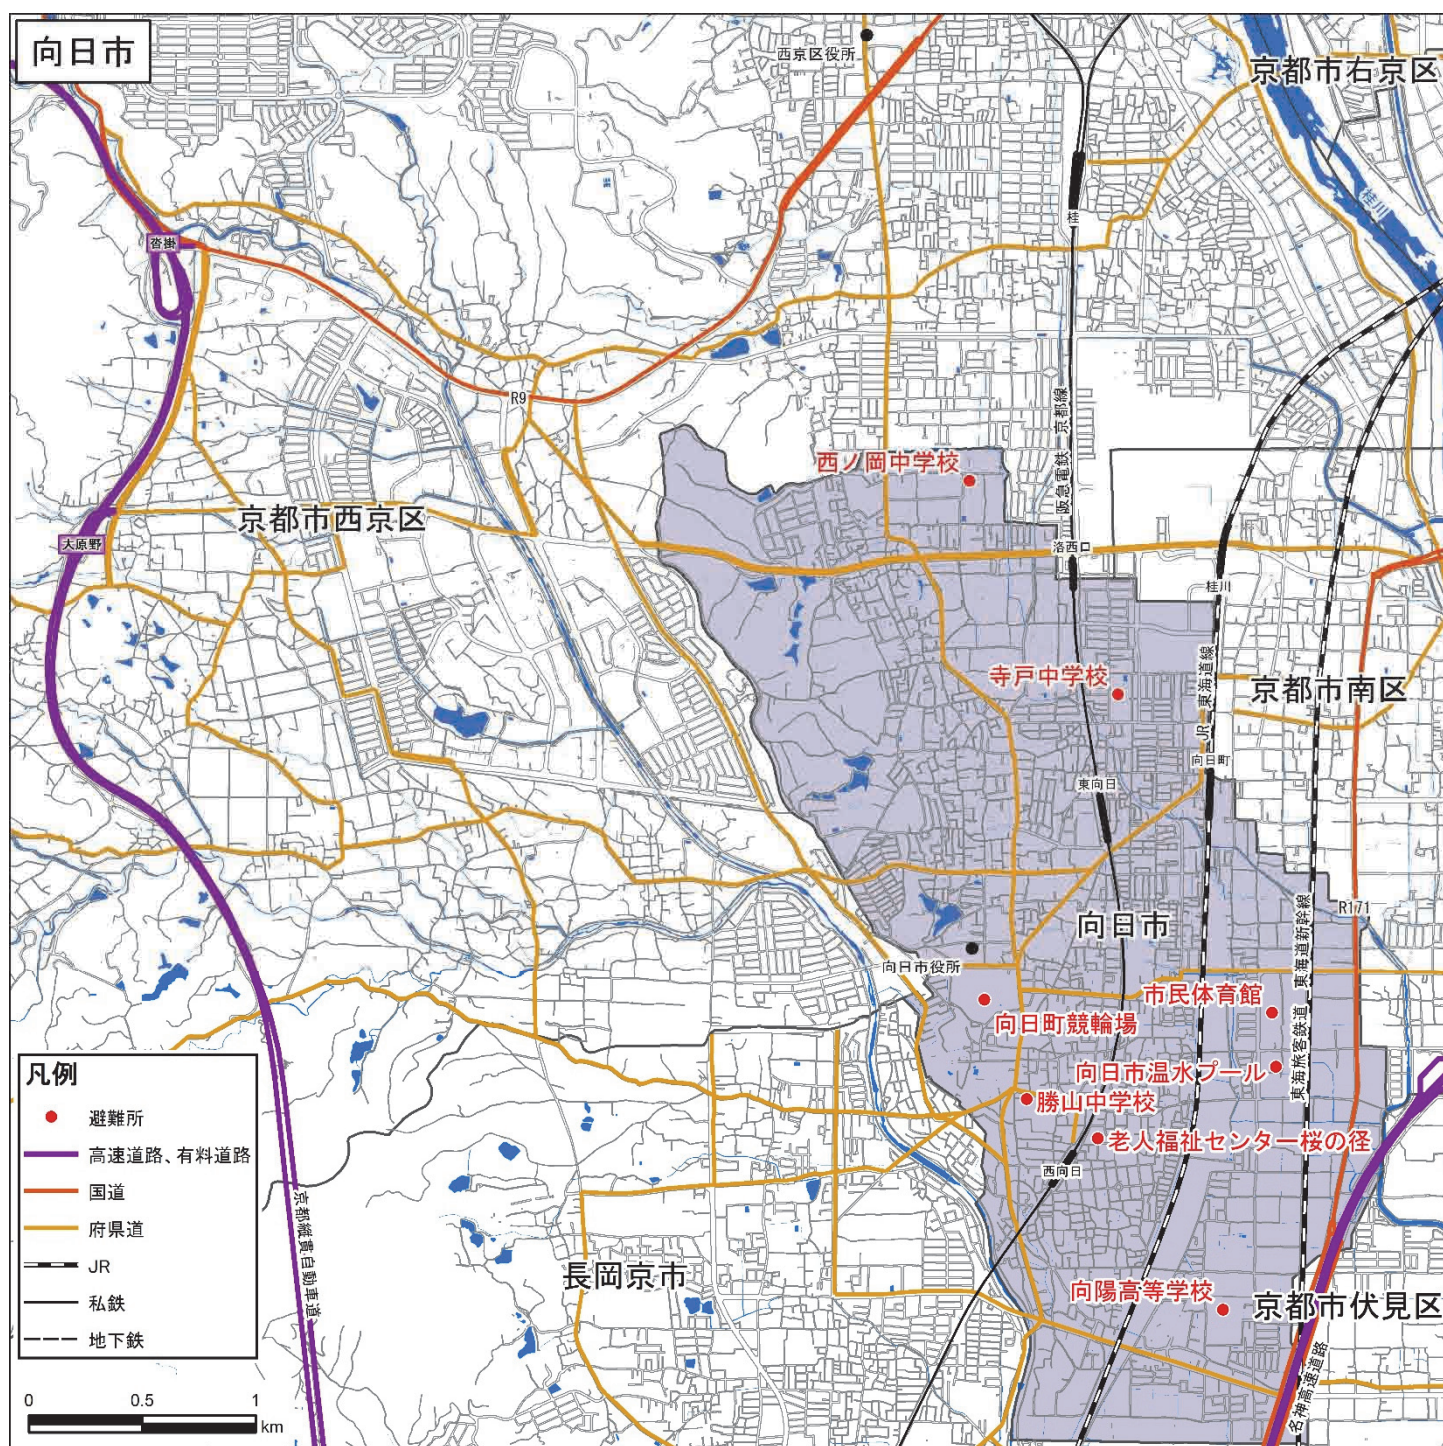 向日市
西京区役所
京都市右京区
桂川
桂
沓掛
R9
阪急電鉄 京都線
西ノ岡中学校
京都市西京区
大原野
洛西口
桂川
寺戸中学校
JR 東海道線
京都市南区
向日町
東向日
R171
向日市
東海旅客鉄道 東海道新幹線
向日市役所
市民体育館
向日町競輪場
向日市温水プール
勝山中学校
老人福祉センター桜の径
西向日
京都縦貫自動車道
長岡京市
向陽高等学校
京都市伏見区
名神高速道路
凡例
避難所
高速道路、有料道路
国道
府県道
JR
私鉄
地下鉄
0 0.5 1
km